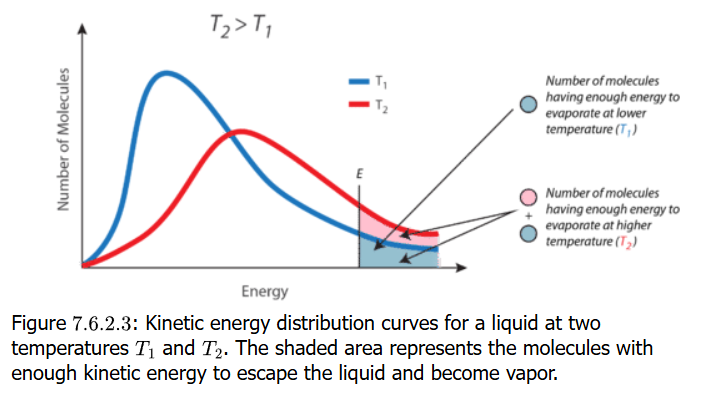 T₂>T₁
Number of Molecules
T₁
T₂
E
Energy
Number of molecules
having enough energy to
evaporate at lower
temperature (T₁)
Number of molecules
+
having enough energy to
evaporate at higher
temperature (T₂)
Figure 7.6.2.3: Kinetic energy distribution curves for a liquid at two
temperatures T₁ and T₂. The shaded area represents the molecules with
enough kinetic energy to escape the liquid and become vapor.